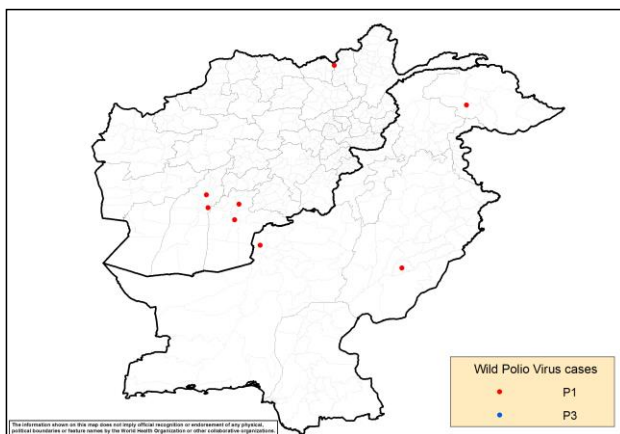 Wild Polio Virus cases
P1
P3
The information shown on this map does not imply official recognition or endorsement of any physical,
political boundaries or feature names by the World Health Organization or other collaborative organizations.